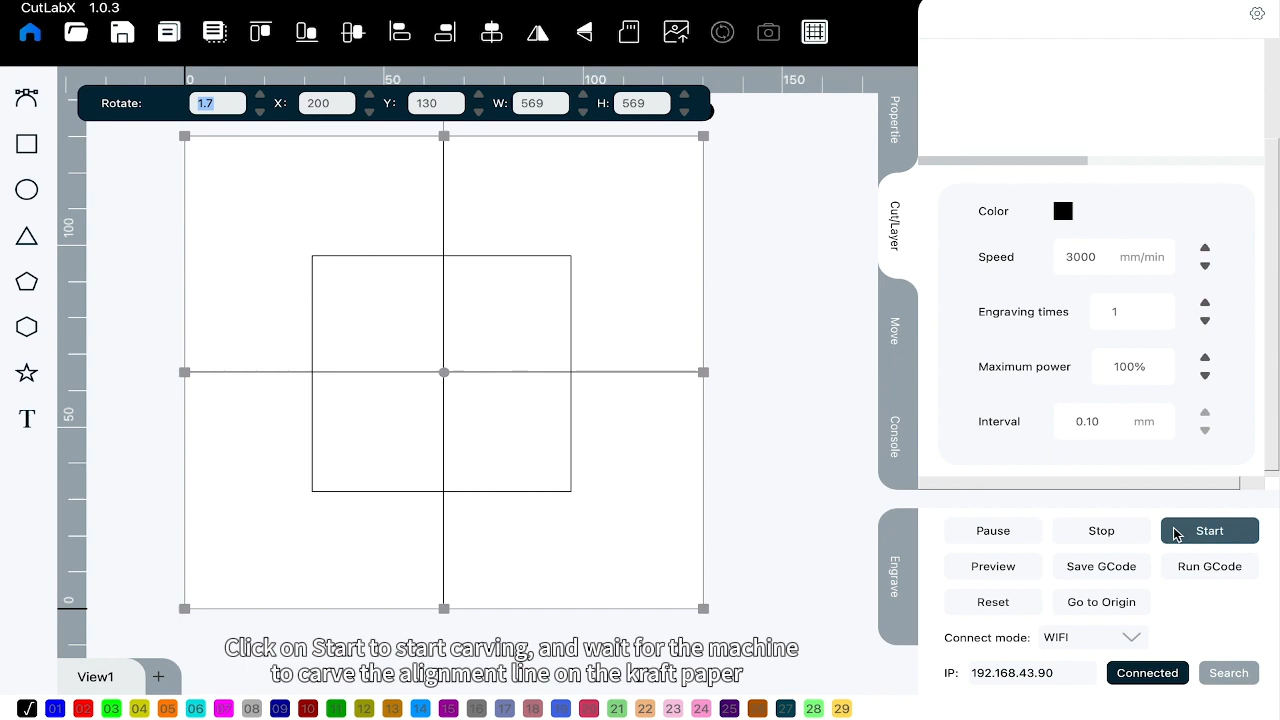 CutLabX 1.0.3
0 50 100 150
Rotate: 1.7 X: 200 Y: 130 W: 569 H: 569
100
50
0
Propertie
Cut/Layer
Move
Console
Engrave
Color
Speed 3000 mm/min
Engraving times 1
Maximum power 100%
Interval 0.10 mm
Pause Stop Start
Preview Save GCode Run GCode
Reset Go to Origin
Connect mode: WIFI
IP: 192.168.43.90 Connected Search
Click on Start to start carving, and wait for the machine
to carve the alignment line on the kraft paper
View1 +
01 02 03 04 05 06 07 08 09 10 11 12 13 14 15 16 17 18 19 20 21 22 23 24 25 26 27 28 29